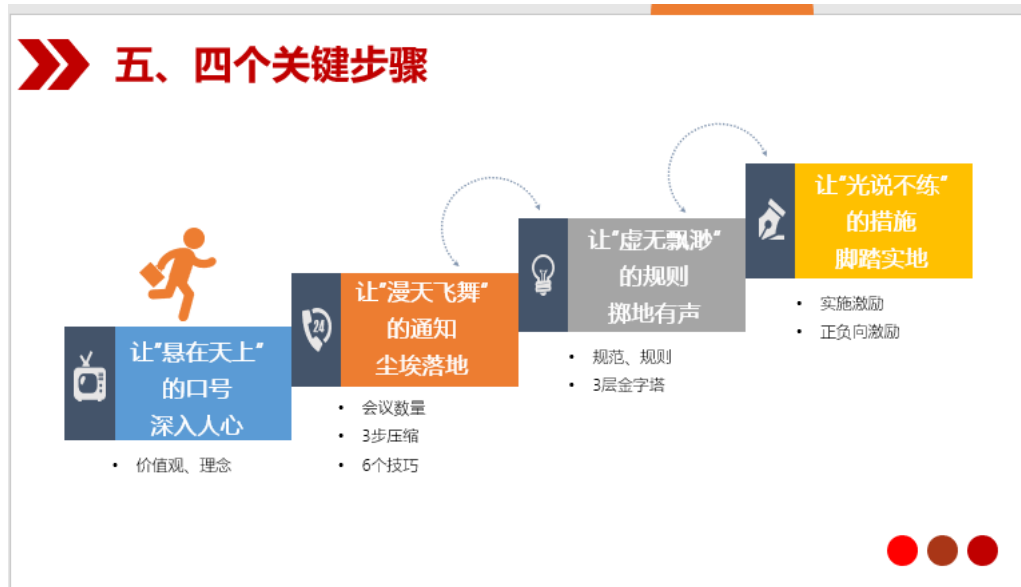 五、四个关键步骤
让"悬在天上"
的口号
深入人心
• 价值观、理念
24
让"漫天飞舞"
的通知
尘埃落地
• 会议数量
• 3步压缩
• 6个技巧
让"虚无飘渺"
的规则
掷地有声
• 规范、规则
• 3层金字塔
让"光说不练"
的措施
脚踏实地
• 实施激励
• 正负向激励